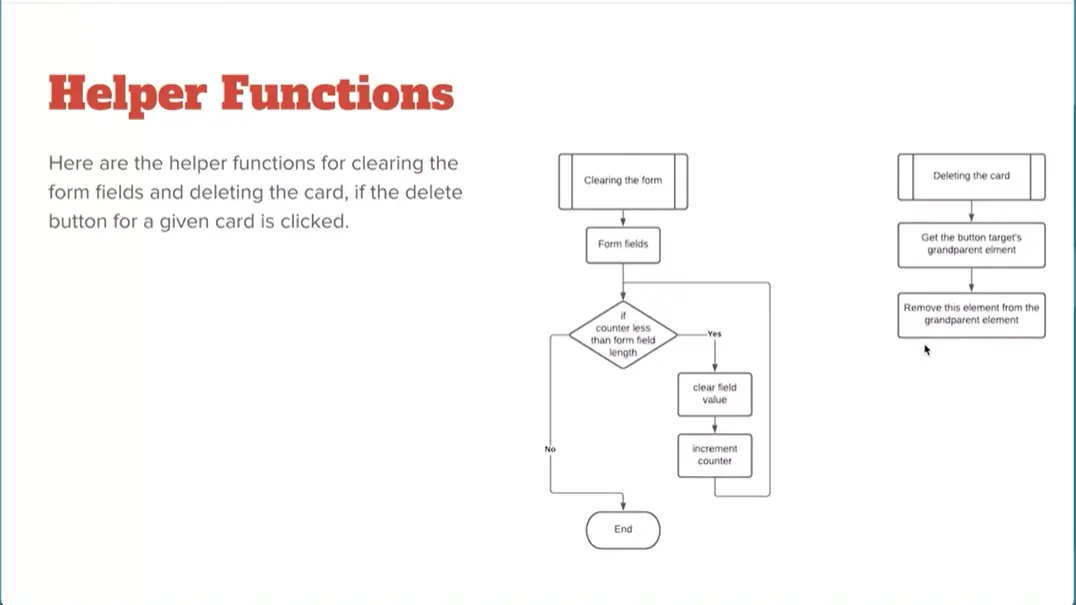 Helper Functions
Here are the helper functions for clearing the
form fields and deleting the card, if the delete
button for a given card is clicked.
Clearing the form
Form fields
if
counter less
than form field
length
Yes
clear field
value
increment
counter
No
End
Deleting the card
Get the button target's
grandparent elment
Remove this element from the
grandparent element